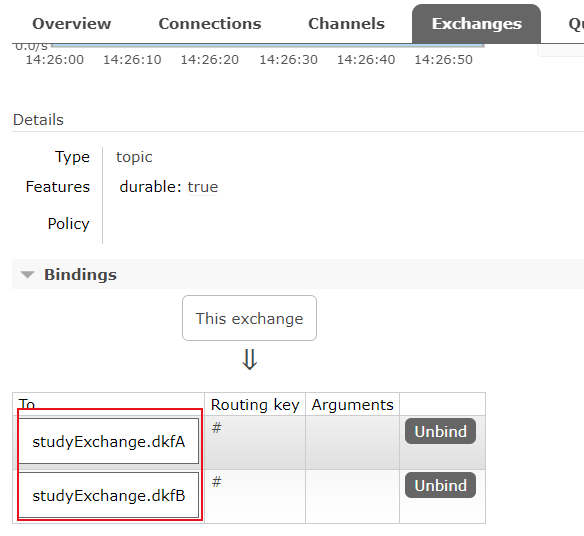 Overview Connections Channels Exchanges
0.0/s
14:26:00 14:26:10 14:26:20 14:26:30 14:26:40 14:26:50
Details
Type topic
Features durable: true
Policy
Bindings
This exchange
⇓
To Routing key Arguments
studyExchange.dkfA # Unbind
studyExchange.dkfB # Unbind